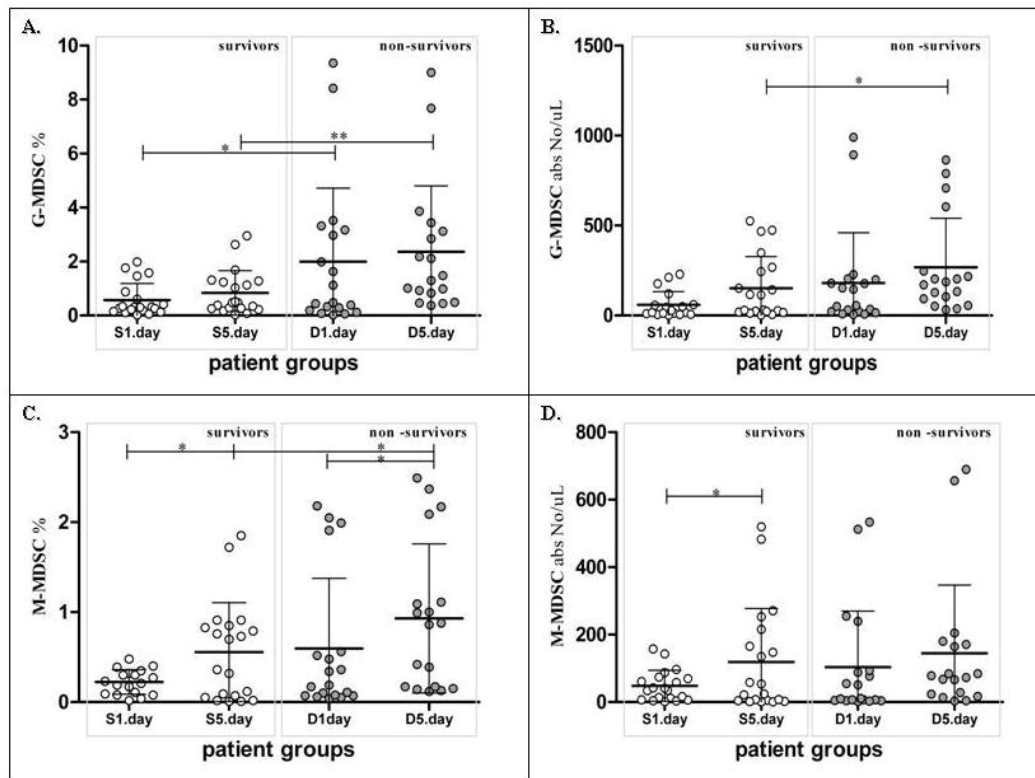 A.
survivors non-survivors
10
8
6
4
2
0
G-MDSC %
* **
S1.day S5.day D1.day D5.day
patient groups
B.
survivors non -survivors
1500
1000
500
0
G-MDSC abs No/uL
*
S1.day S5.day D1.day D5.day
patient groups
C.
survivors non -survivors
3
2
1
0
M-MDSC %
* *
*
S1.day S5.day D1day D5.day
patient groups
D.
survivors non -survivors
800
600
400
200
0
M-MDSC abs No/uL
*
S1.day S5.day D1.day D5.day
patient groups